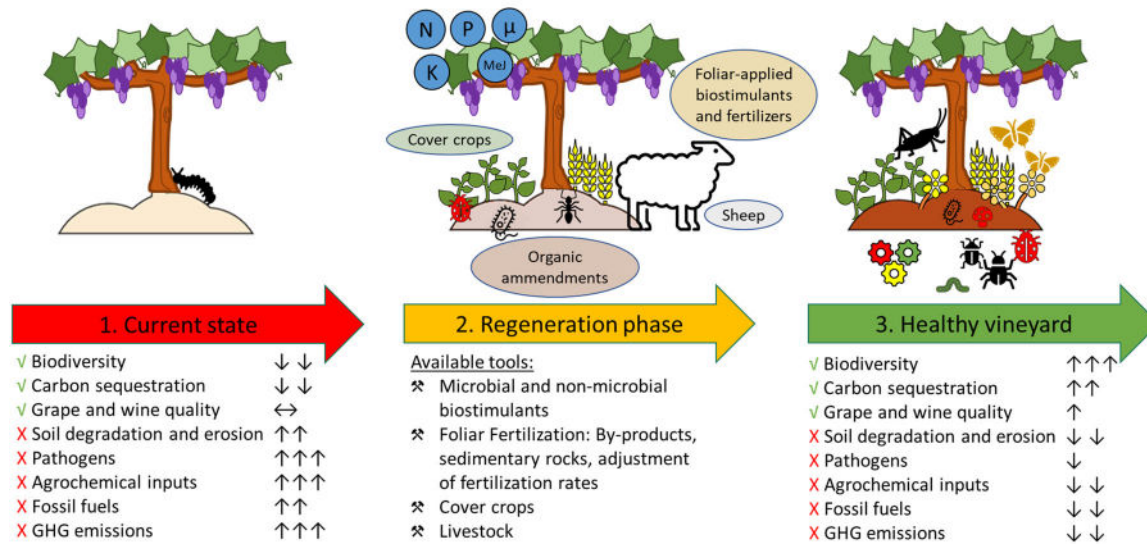 N
P
μ
K
MeJ
Foliar-applied
biostimulants
and fertilizers
Cover crops
Sheep
Organic
ammendments
1. Current state
√ Biodiversity ↓ ↓
√ Carbon sequestration ↓ ↓
√ Grape and wine quality ↔
X Soil degradation and erosion ↑ ↑
X Pathogens ↑ ↑ ↑
X Agrochemical inputs ↑ ↑ ↑
X Fossil fuels ↑ ↑
X GHG emissions ↑ ↑ ↑
2. Regeneration phase
Available tools:
⚒ Microbial and non-microbial
biostimulants
⚒ Foliar Fertilization: By-products,
sedimentary rocks, adjustment
of fertilization rates
⚒ Cover crops
⚒ Livestock
3. Healthy vineyard
√ Biodiversity ↑ ↑ ↑
√ Carbon sequestration ↑ ↑
√ Grape and wine quality ↑
X Soil degradation and erosion ↓ ↓
X Pathogens ↓
X Agrochemical inputs ↓ ↓
X Fossil fuels ↓ ↓
X GHG emissions ↓ ↓